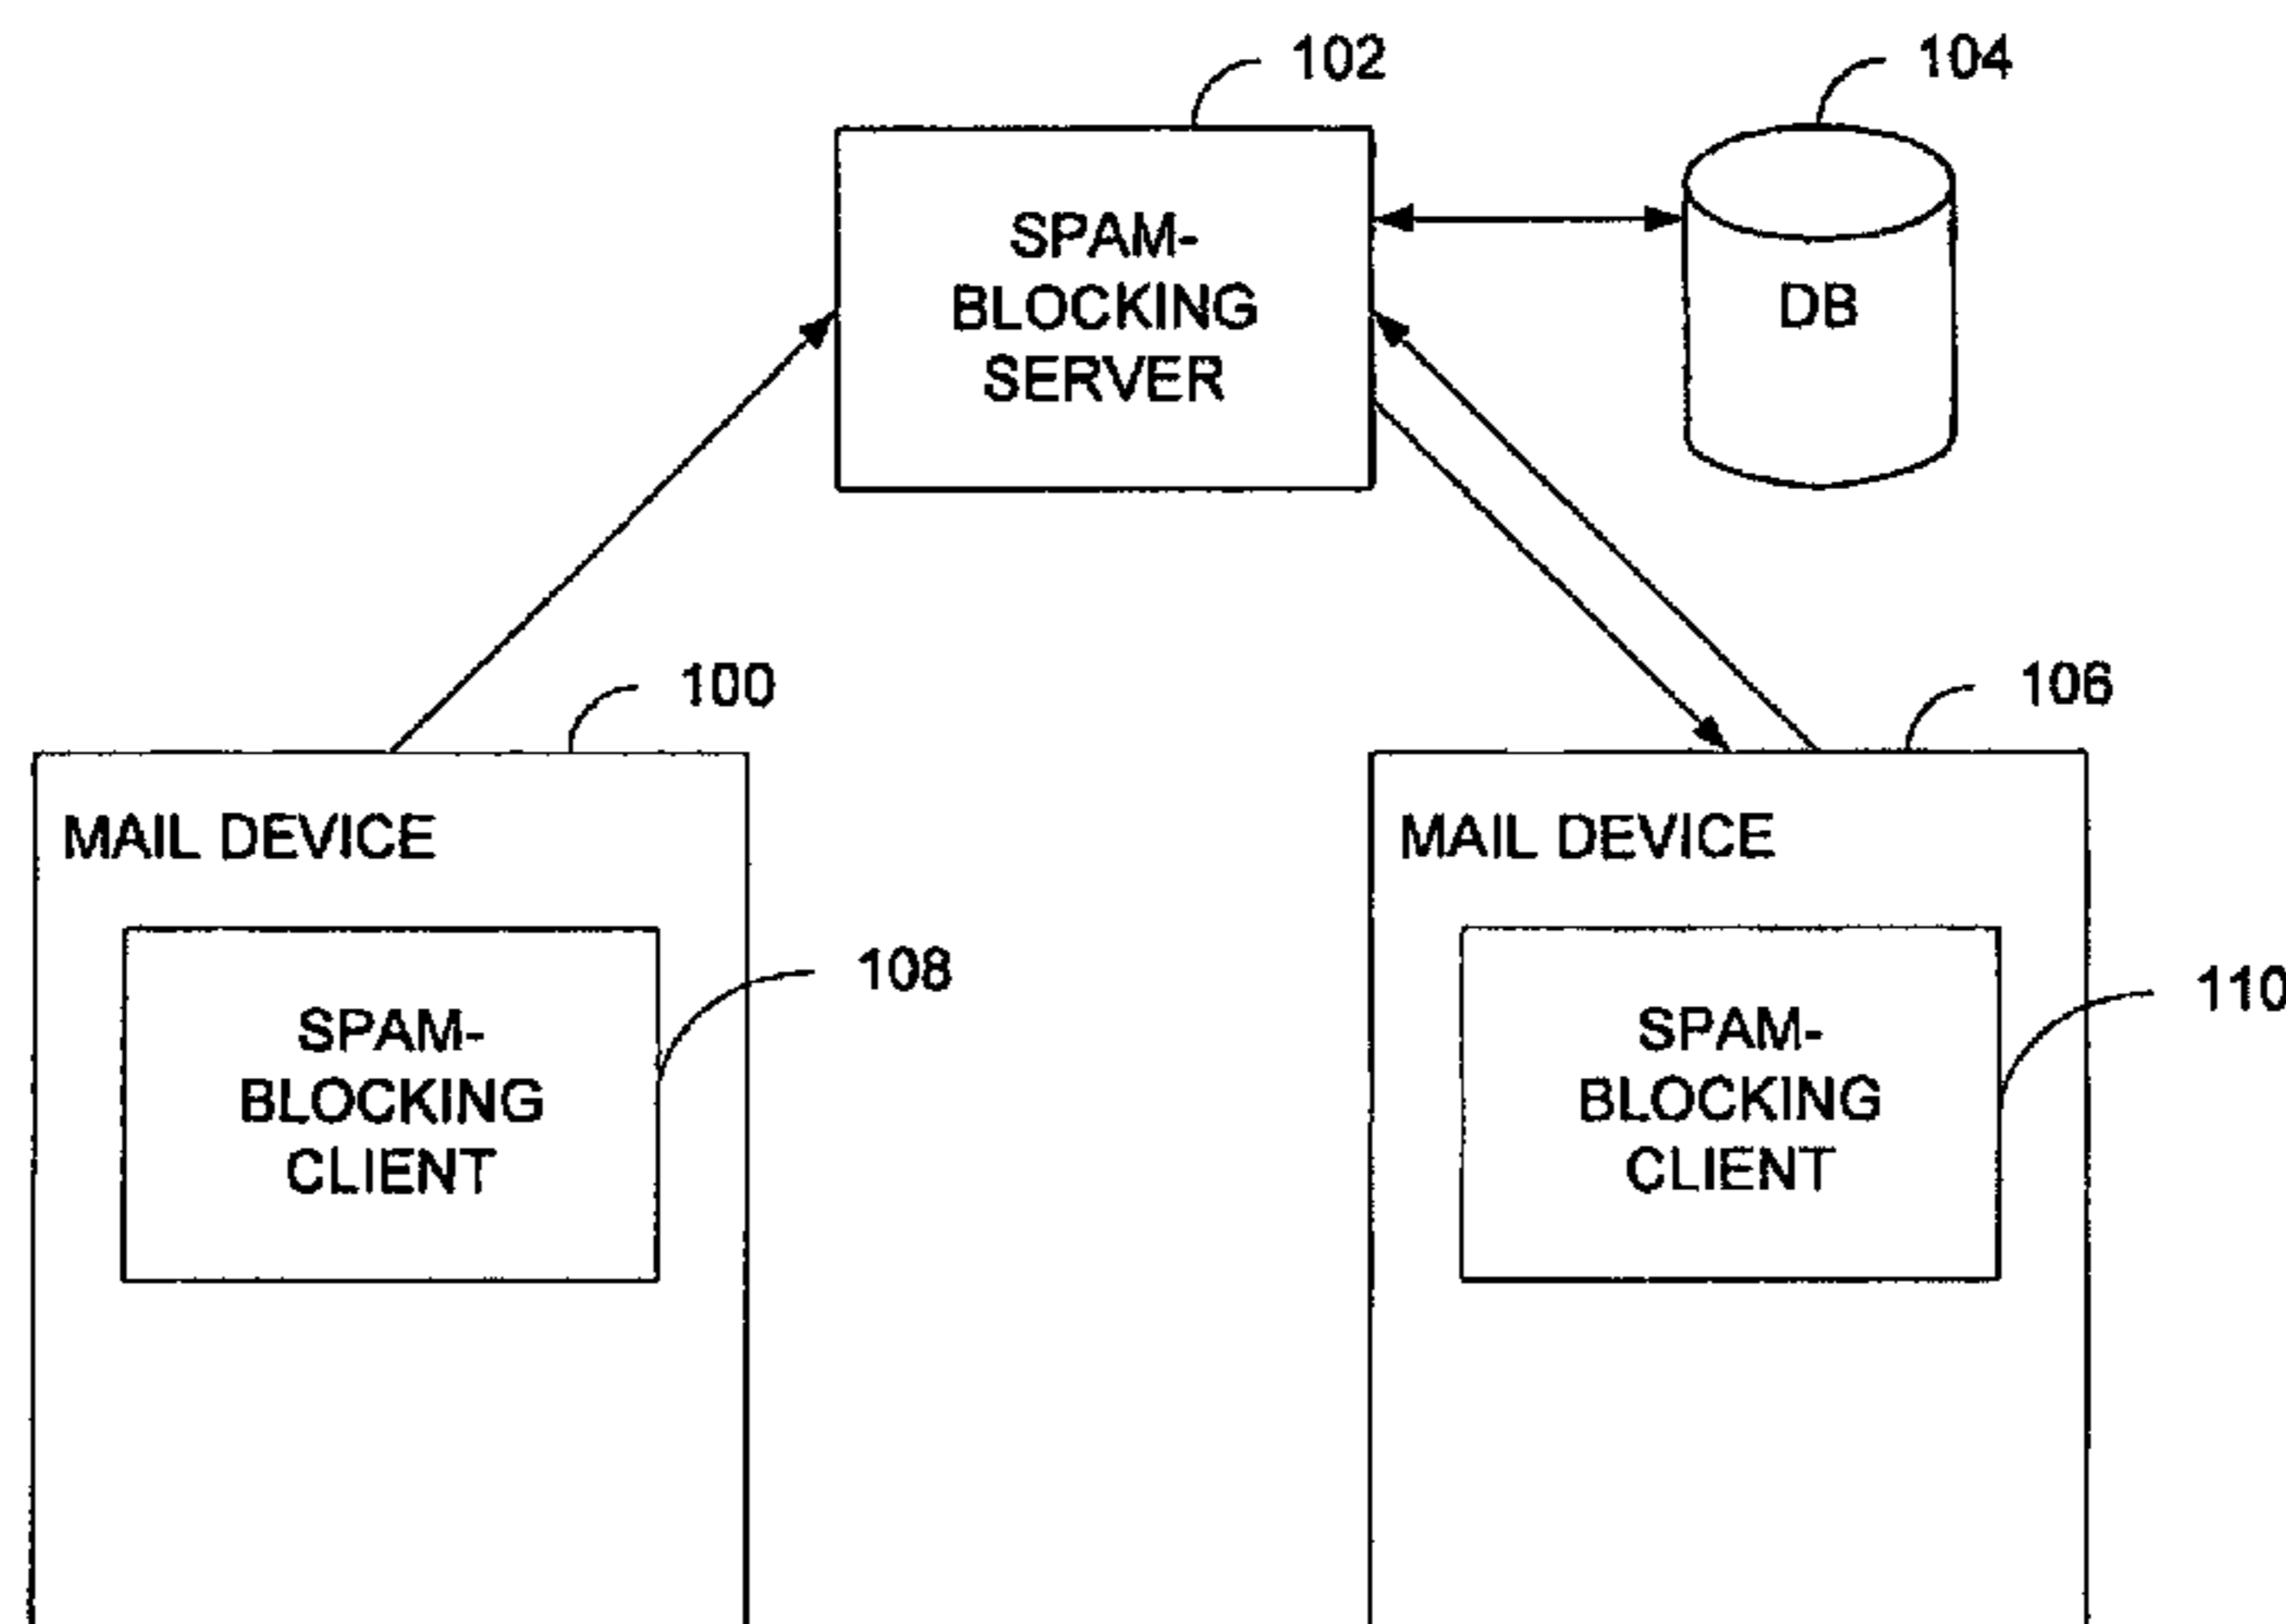 102
104
SPAM-
BLOCKING
SERVER
DB
100
106
MAIL DEVICE
MAIL DEVICE
108
SPAM-
BLOCKING
CLIENT
110
SPAM-
BLOCKING
CLIENT